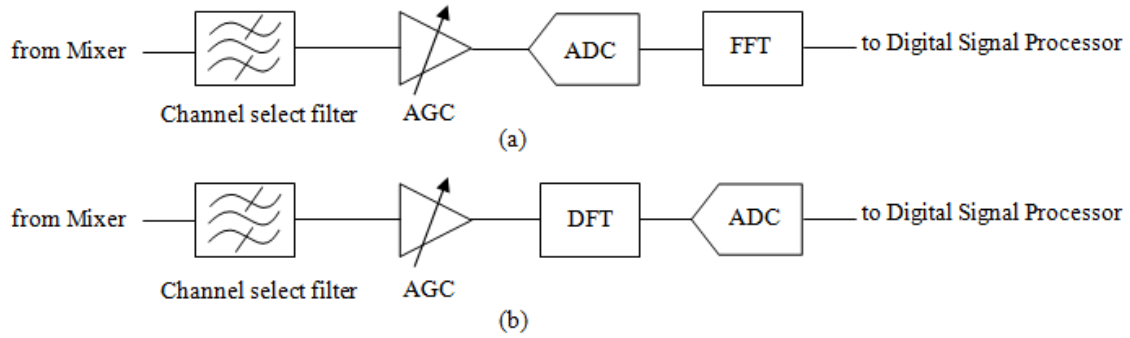 from Mixer
ADC
FFT
to Digital Signal Processor
Channel select filter
AGC
(a)
from Mixer
DFT
ADC
to Digital Signal Processor
Channel select filter
AGC
(b)